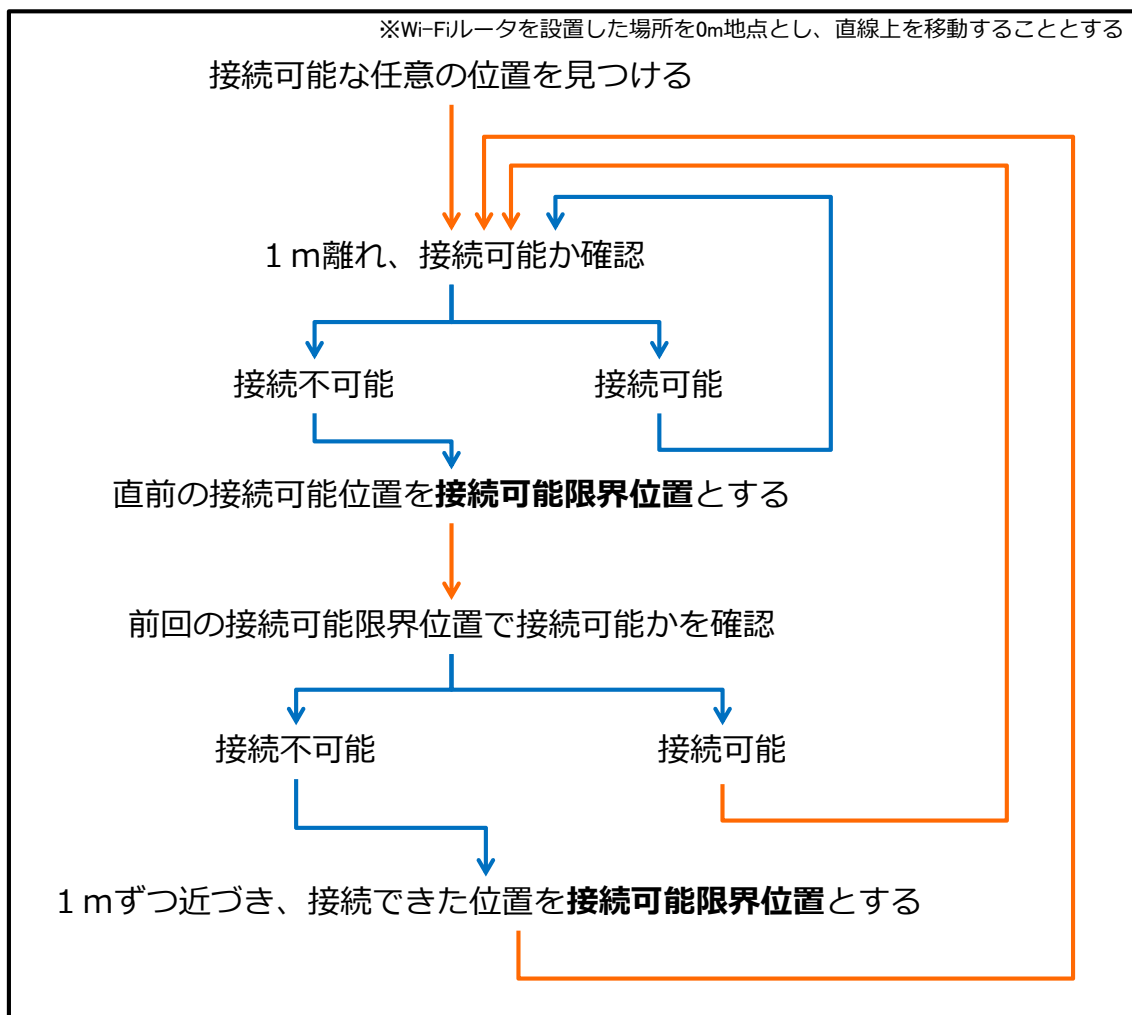 ※Wi-Fiルータを設置した場所を0m地点とし、直線上を移動することとする
接続可能な任意の位置を見つける
１ｍ離れ、接続可能か確認
接続不可能
接続可能
直前の接続可能位置を接続可能限界位置とする
前回の接続可能限界位置で接続可能かを確認
接続不可能
接続可能
１ｍずつ近づき、接続できた位置を接続可能限界位置とする